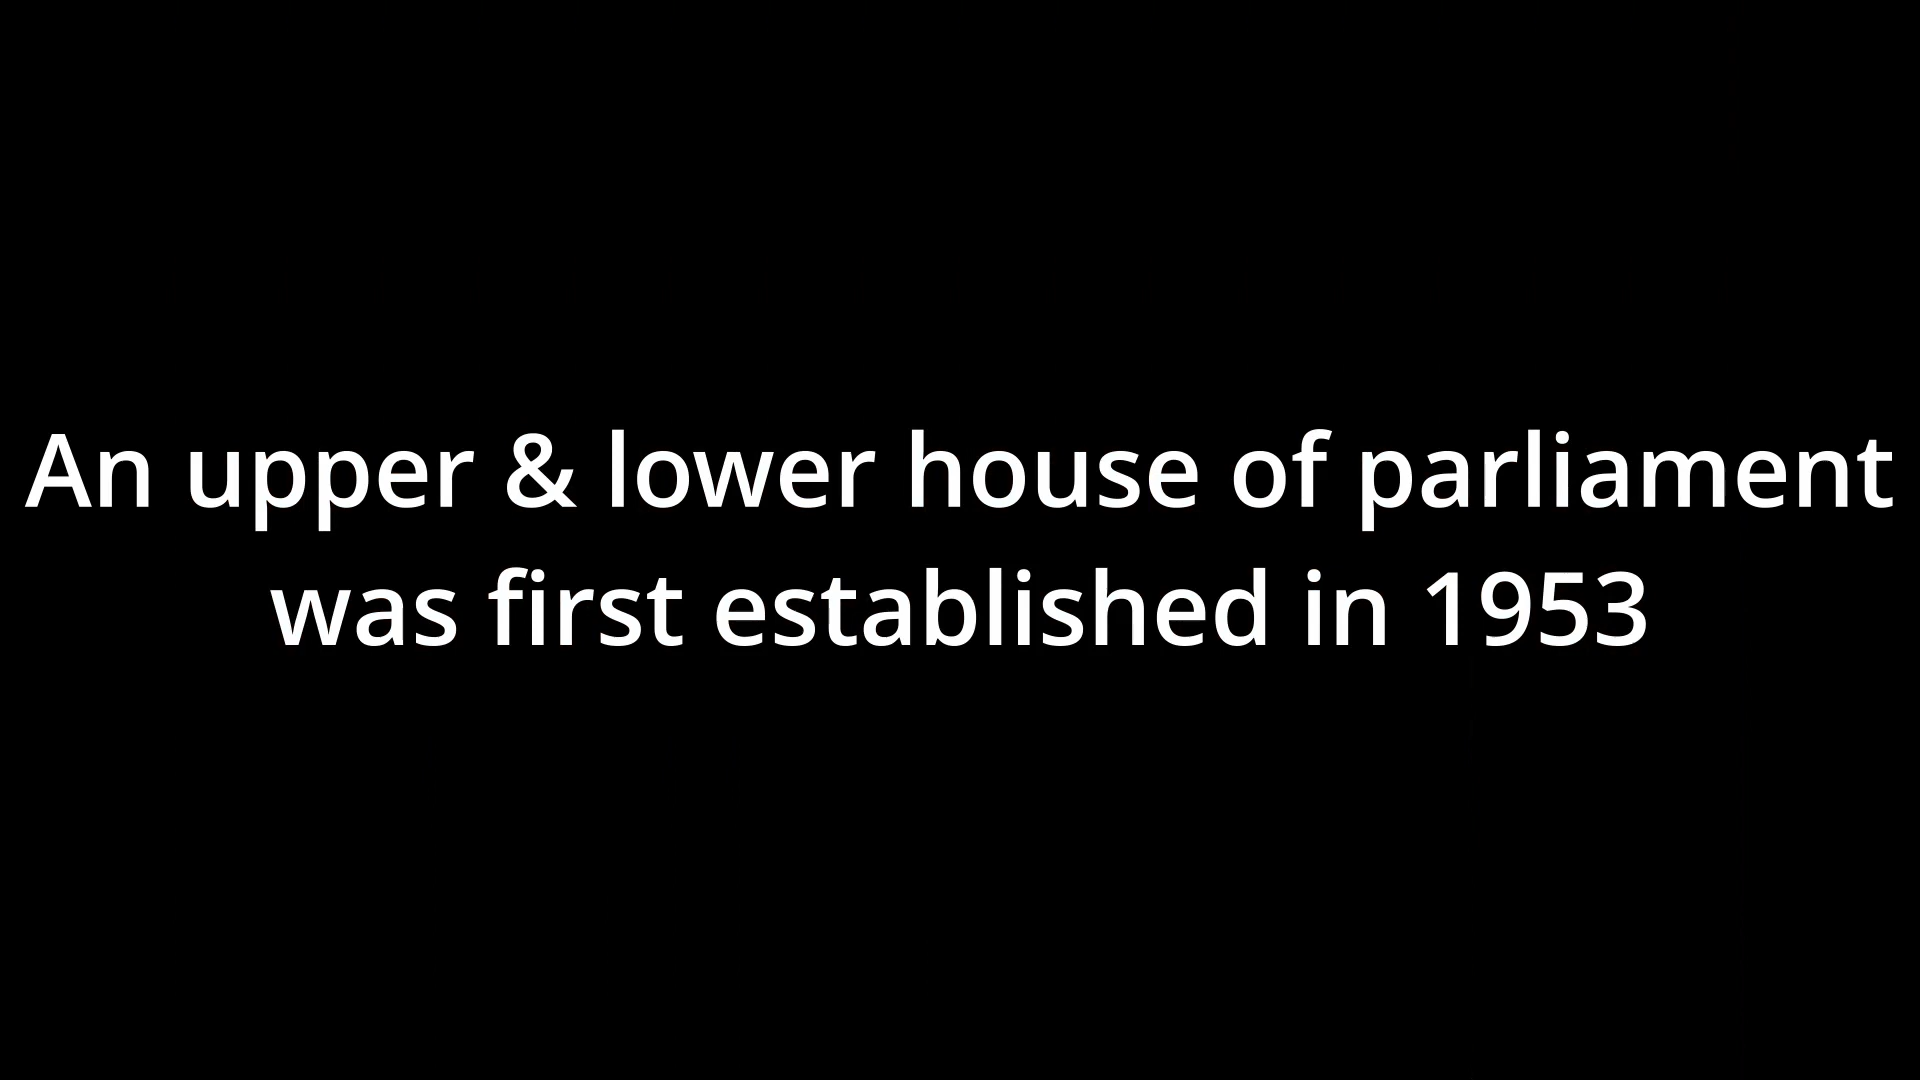 An upper & lower house of parliament
was first established in 1953